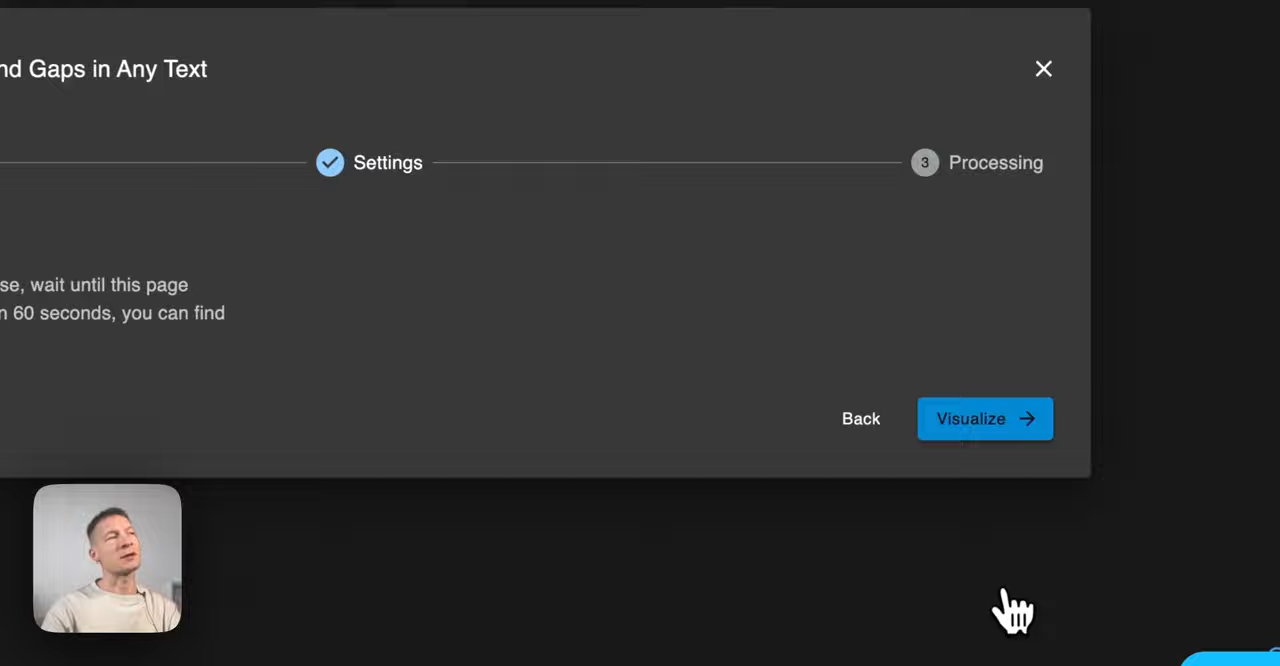 nd Gaps in Any Text
Settings
3 Processing
se, wait until this page
n 60 seconds, you can find
Back
Visualize